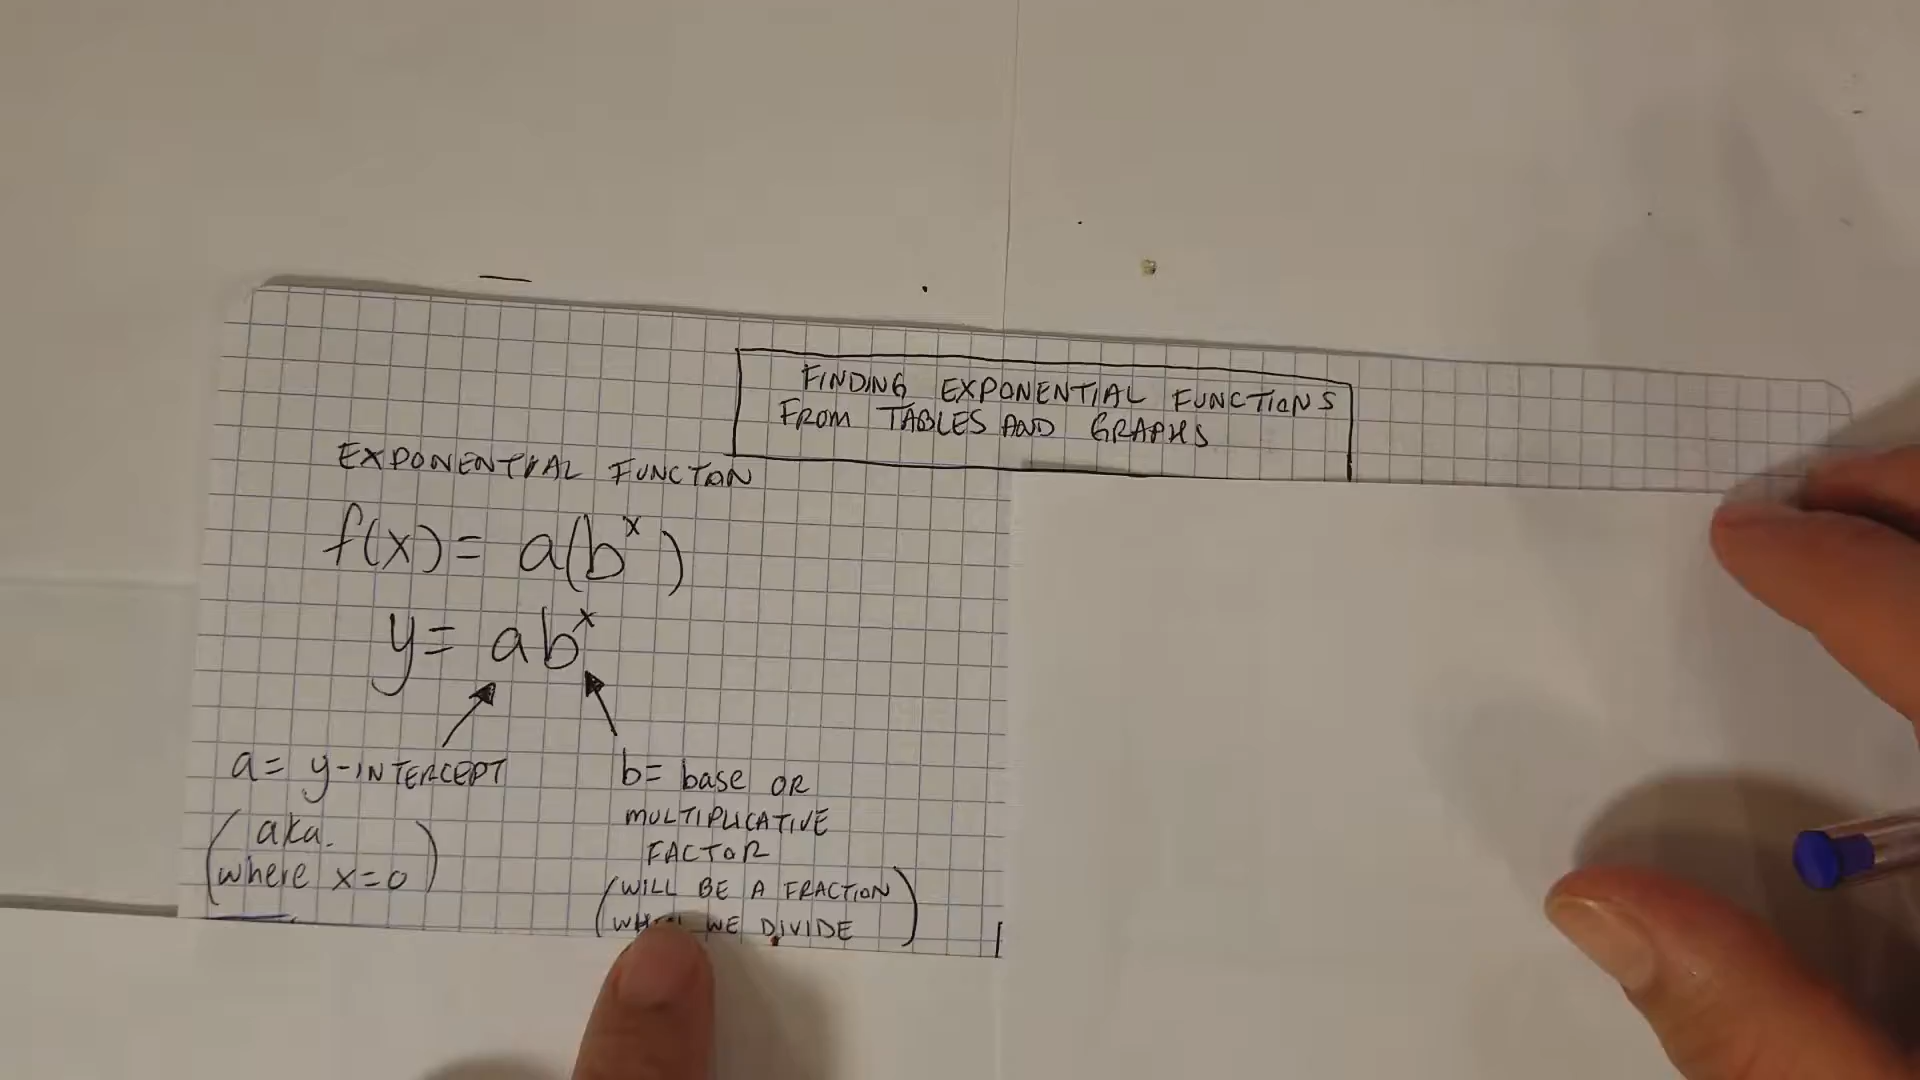 FINDING EXPONENTIAL FUNCTIONS
FROM TABLES AND GRAPHS
EXPONENTIAL FUNCTON
f(x) = a(b^x)
y = ab^x
a = y-INTERCEPT
(aka.
where x=0)
b = base OR
MULTIPLICATIVE
FACTOR
(WILL BE A FRACTION
WE DIVIDE)